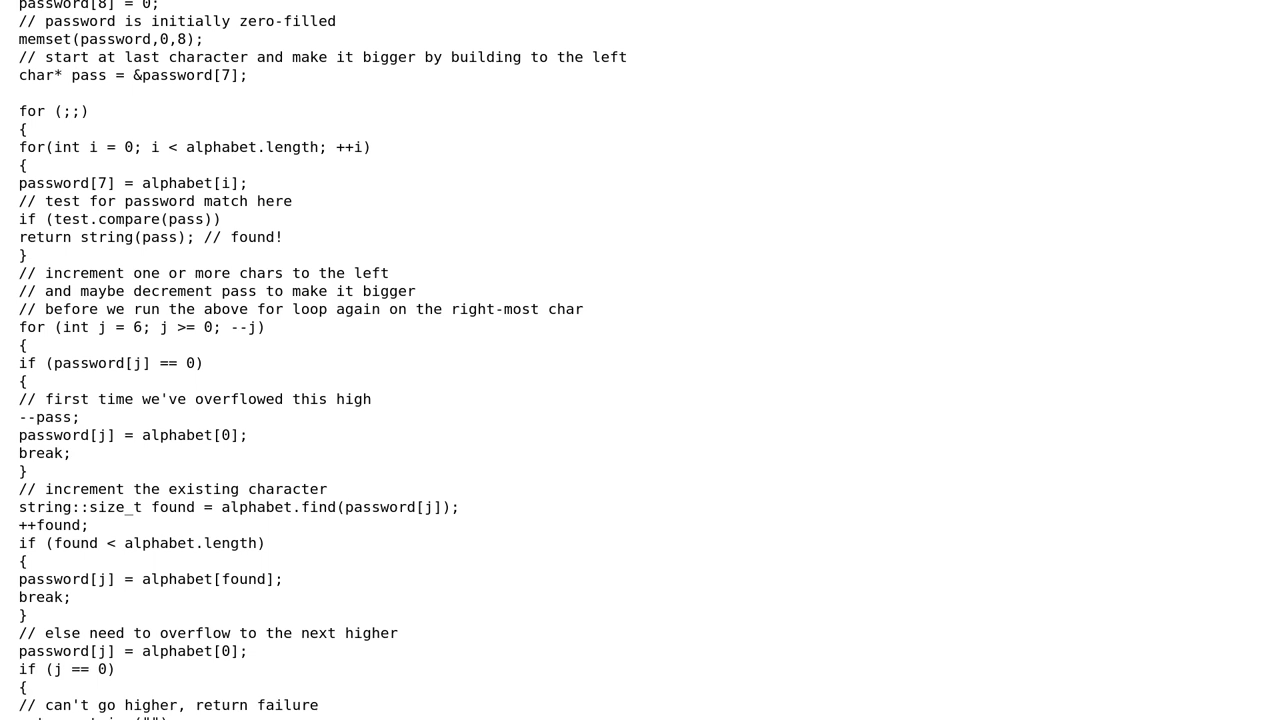 password[8] = 0;
// password is initially zero-filled
memset(password,0,8);
// start at last character and make it bigger by building to the left
char* pass = &password[7];
for (;;)
{
for(int i = 0; i < alphabet.length; ++i)
{
password[7] = alphabet[i];
// test for password match here
if (test.compare(pass))
return string(pass); // found!
}
// increment one or more chars to the left
// and maybe decrement pass to make it bigger
// before we run the above for loop again on the right-most char
for (int j = 6; j >= 0; --j)
{
if (password[j] == 0)
{
// first time we've overflowed this high
--pass;
password[j] = alphabet[0];
break;
}
// increment the existing character
string::size_t found = alphabet.find(password[j]);
++found;
if (found < alphabet.length)
{
password[j] = alphabet[found];
break;
}
// else need to overflow to the next higher
password[j] = alphabet[0];
if (j == 0)
{
// can't go higher, return failure